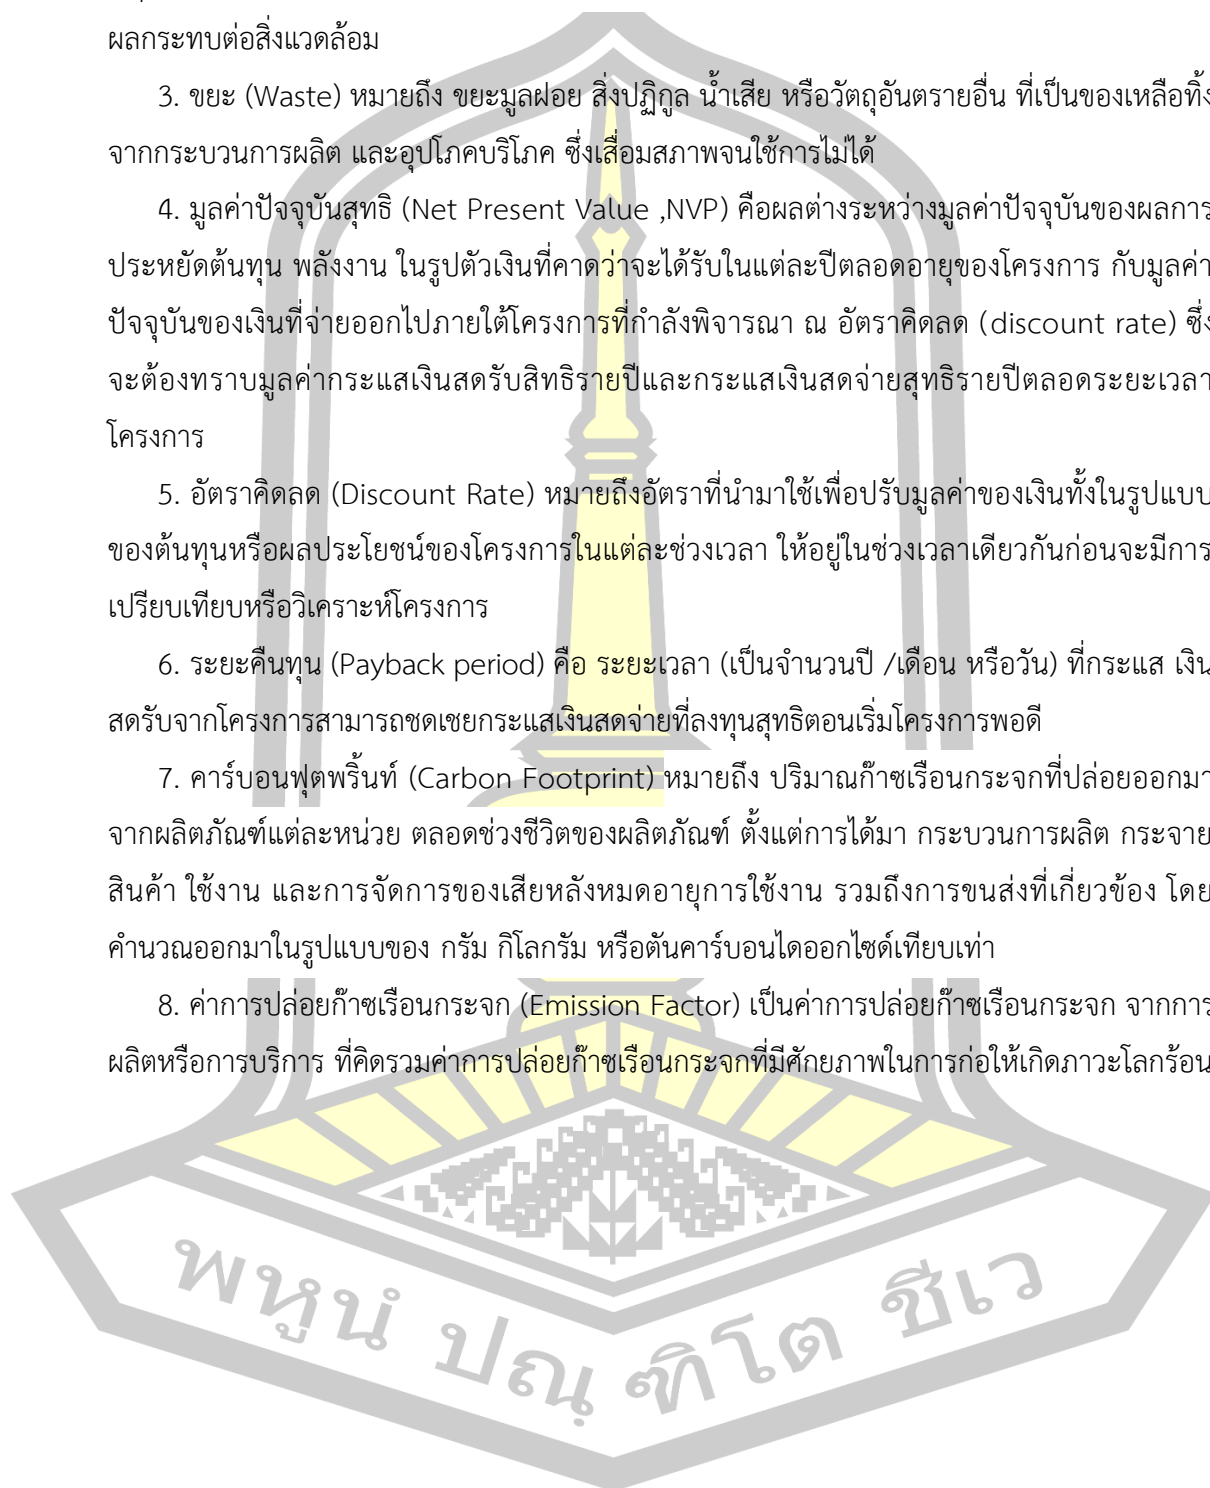 ผลกระทบต่อสิ่งแวดล้อม
3. ขยะ (Waste) หมายถึง ขยะมูลฝอย สิ่งปฏิกูล น้ำเสีย หรือวัตถุอันตรายอื่น ที่เป็นของเหลือทิ้ง
จากกระบวนการผลิต และอุปโภคบริโภค ซึ่งเสื่อมสภาพจนใช้การไม่ได้
4. มูลค่าปัจจุบันสุทธิ (Net Present Value ,NVP) คือผลต่างระหว่างมูลค่าปัจจุบันของผลการ
ประหยัดต้นทุน พลังงาน ในรูปตัวเงินที่คาดว่าจะได้รับในแต่ละปีตลอดอายุของโครงการ กับมูลค่า
ปัจจุบันของเงินที่จ่ายออกไปภายใต้โครงการที่กำลังพิจารณา ณ อัตราคิดลด (discount rate) ซึ่ง
จะต้องทราบมูลค่ากระแสเงินสดรับสิทธิรายปีและกระแสเงินสดจ่ายสุทธิรายปีตลอดระยะเวลา
โครงการ
5. อัตราคิดลด (Discount Rate) หมายถึงอัตราที่นำมาใช้เพื่อปรับมูลค่าของเงินทั้งในรูปแบบ
ของต้นทุนหรือผลประโยชน์ของโครงการในแต่ละช่วงเวลา ให้อยู่ในช่วงเวลาเดียวกันก่อนจะมีการ
เปรียบเทียบหรือวิเคราะห์โครงการ
6. ระยะคืนทุน (Payback period) คือ ระยะเวลา (เป็นจำนวนปี /เดือน หรือวัน) ที่กระแส เงิน
สดรับจากโครงการสามารถชดเชยกระแสเงินสดจ่ายที่ลงทุนสุทธิตอนเริ่มโครงการพอดี
7. คาร์บอนฟุตพริ้นท์ (Carbon Footprint) หมายถึง ปริมาณก๊าซเรือนกระจกที่ปล่อยออกมา
จากผลิตภัณฑ์แต่ละหน่วย ตลอดช่วงชีวิตของผลิตภัณฑ์ ตั้งแต่การได้มา กระบวนการผลิต กระจาย
สินค้า ใช้งาน และการจัดการของเสียหลังหมดอายุการใช้งาน รวมถึงการขนส่งที่เกี่ยวข้อง โดย
คำนวณออกมาในรูปแบบของ กรัม กิโลกรัม หรือตันคาร์บอนไดออกไซด์เทียบเท่า
8. ค่าการปล่อยก๊าซเรือนกระจก (Emission Factor) เป็นค่าการปล่อยก๊าซเรือนกระจก จากการ
ผลิตหรือการบริการ ที่คิดรวมค่าการปล่อยก๊าซเรือนกระจกที่มีศักยภาพในการก่อให้เกิดภาวะโลกร้อน
พหูนํ ปณฺฑิโต ชีเว